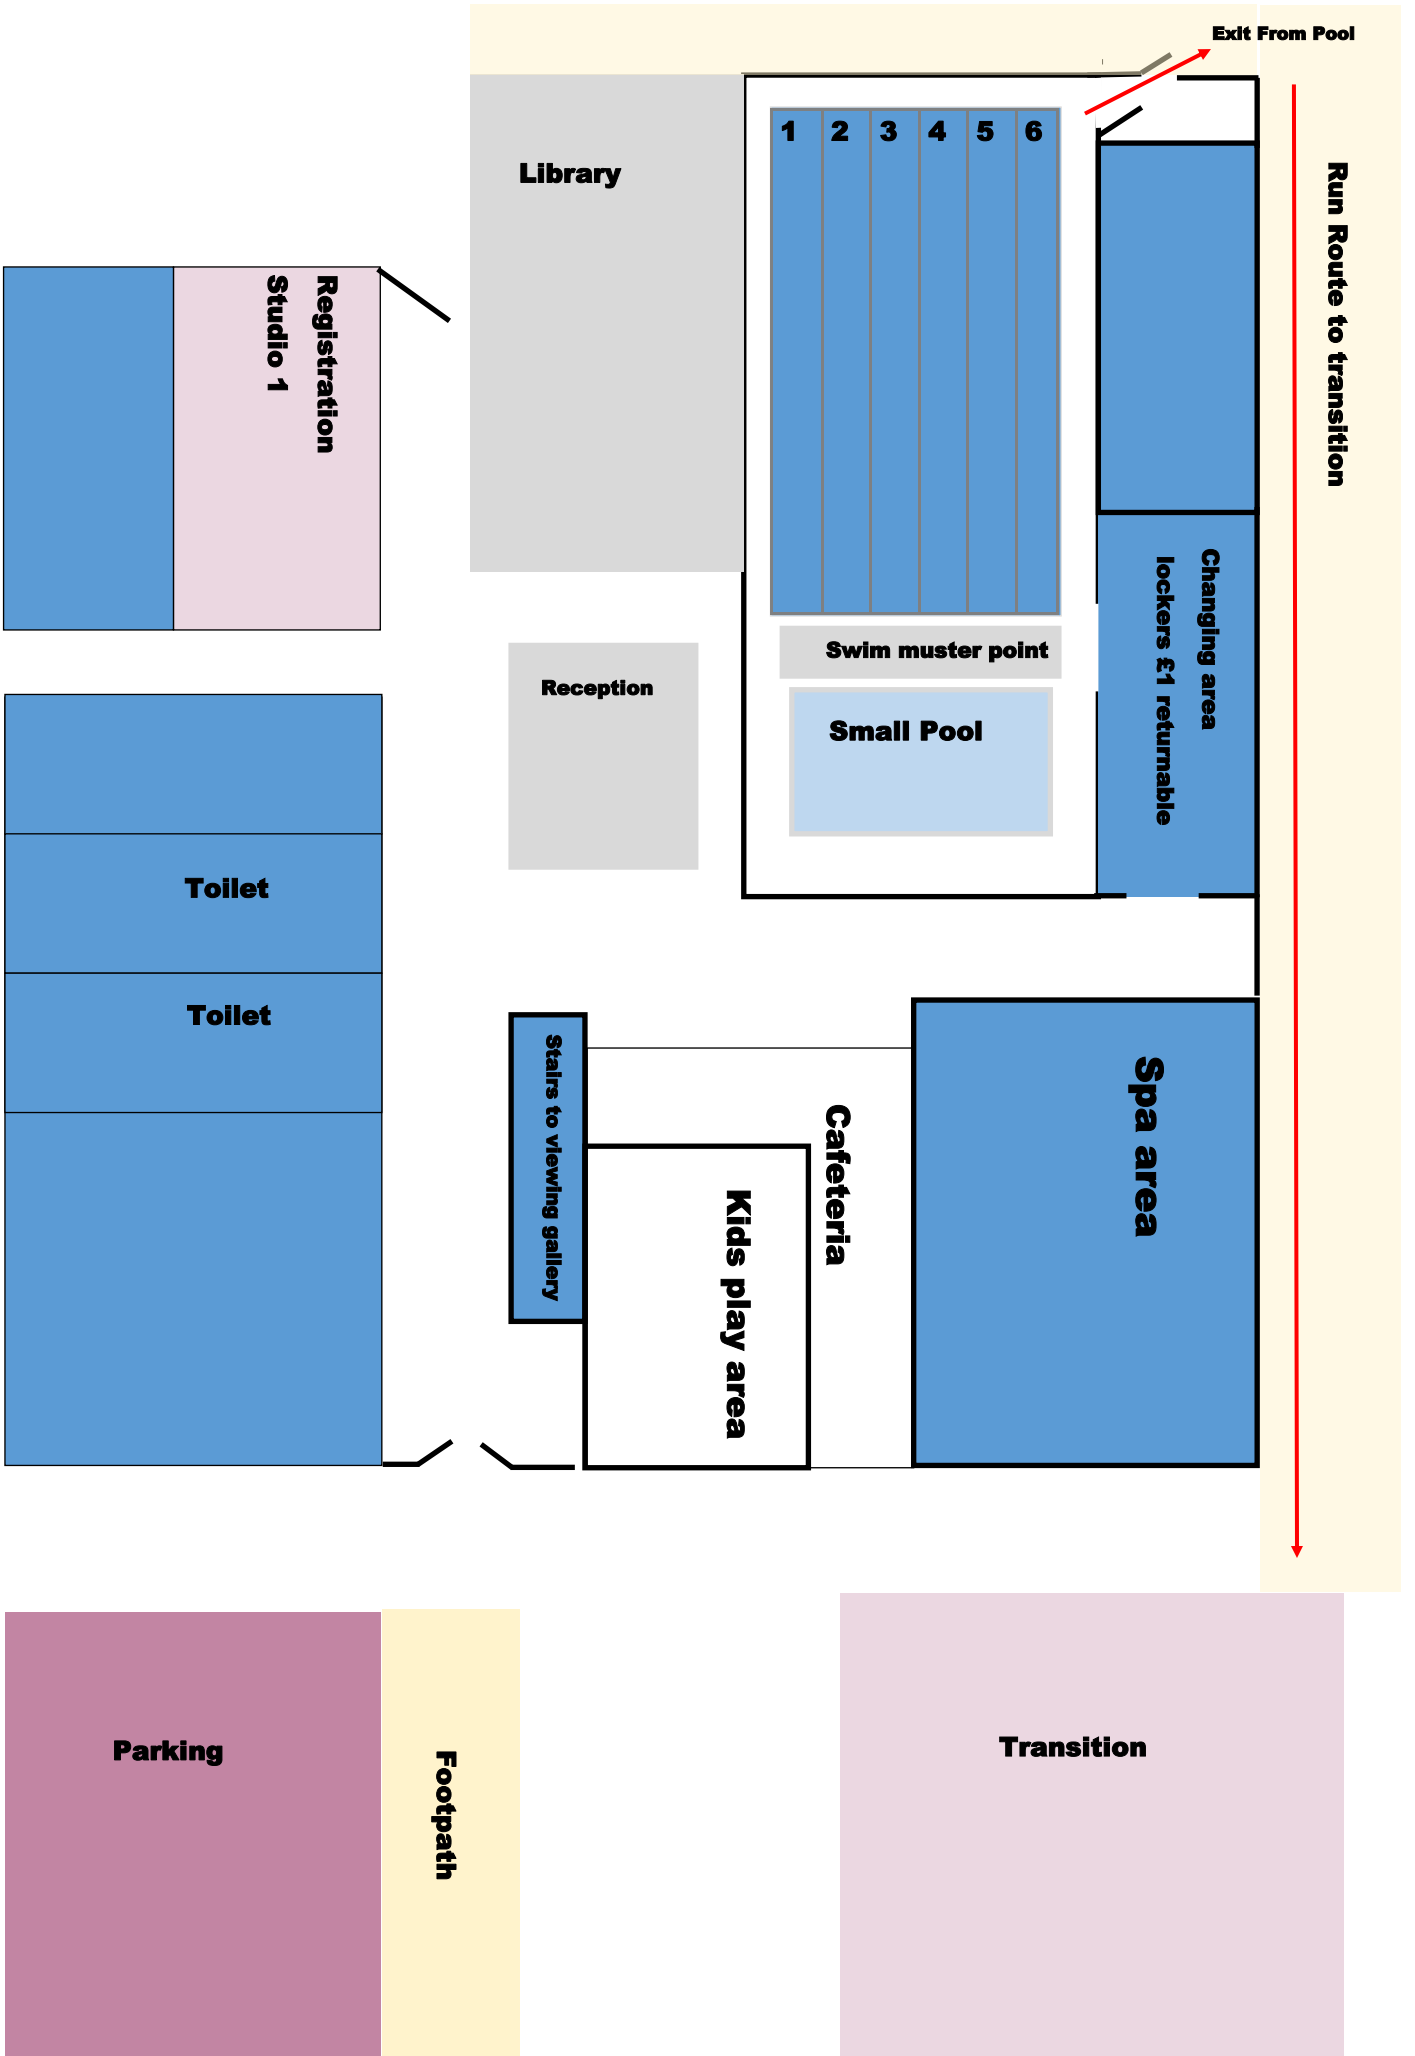 Exit From Pool
1 2 3 4 5 6
Library
Run Route to transition
Registration
Studio 1
Changing area
lockers £1 returnable
Swim muster point
Reception
Small Pool
Toilet
Toilet
Stairs to viewing gallery
Cafeteria
Kids play area
Spa area
Parking
Footpath
Transition